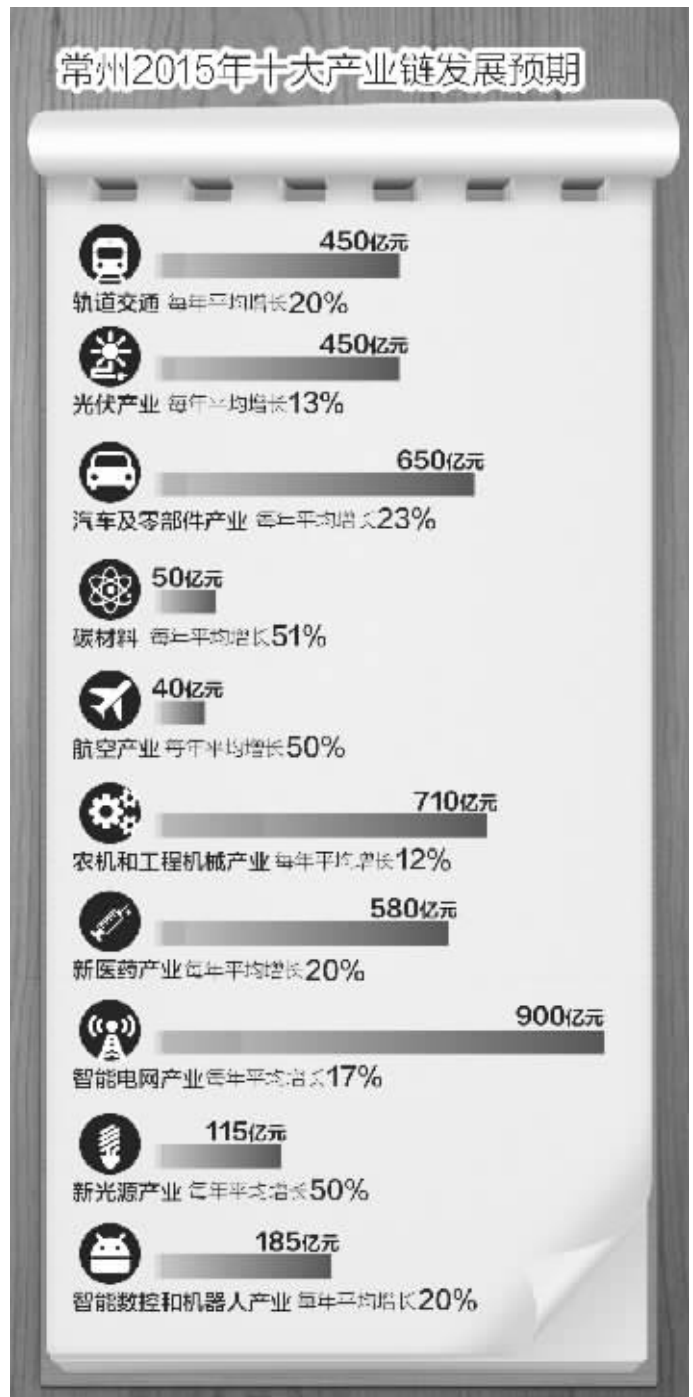 常州2015年十大产业链发展预期
450亿元
轨道交通 每年平均增长20%
450亿元
光伏产业 每年平均增长13%
650亿元
汽车及零部件产业 每年平均增长23%
50亿元
碳材料 每年平均增长51%
40亿元
航空产业 每年平均增长50%
710亿元
农机和工程机械产业 每年平均增长12%
580亿元
新医药产业 每年平均增长20%
900亿元
智能电网产业 每年平均增长17%
115亿元
新光源产业 每年平均增长50%
185亿元
智能数控和机器人产业 每年平均增长20%